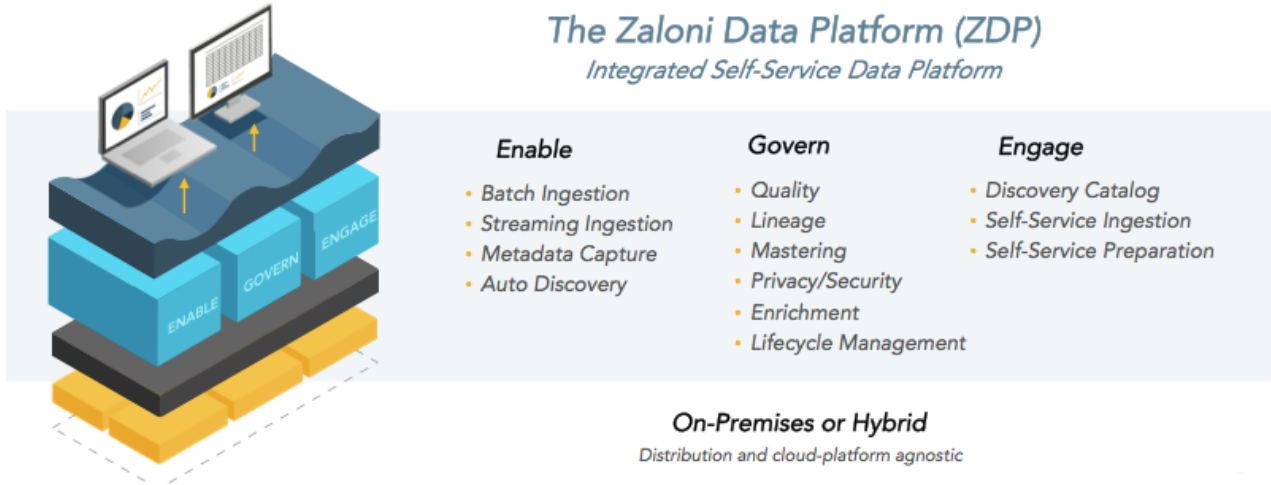 The Zaloni Data Platform (ZDP)
Integrated Self-Service Data Platform
Enable
• Batch Ingestion
• Streaming Ingestion
• Metadata Capture
• Auto Discovery
Govern
• Quality
• Lineage
• Mastering
• Privacy/Security
• Enrichment
• Lifecycle Management
Engage
• Discovery Catalog
• Self-Service Ingestion
• Self-Service Preparation
ENABLE
GOVERN
ENGAGE
On-Premises or Hybrid
Distribution and cloud-platform agnostic